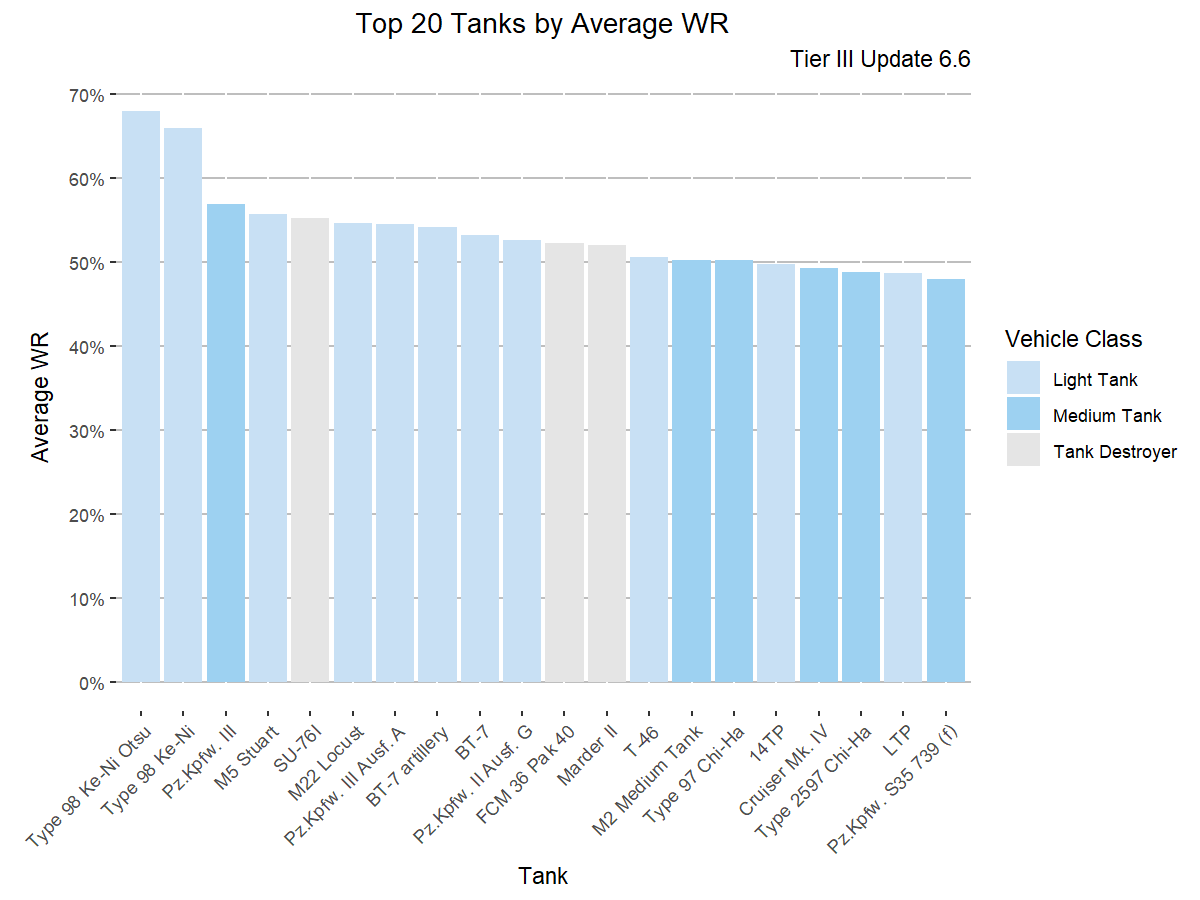 Top 20 Tanks by Average WR
Tier III Update 6.6
70%
60%
50%
40%
30%
20%
10%
0%
Average WR
Type 98 Ke-Ni Otsu
Type 98 Ke-Ni
Pz.Kpfw. III
M5 Stuart
SU-76I
M22 Locust
Pz.Kpfw. III Ausf. A
BT-7 artillery
BT-7
Pz.Kpfw. II Ausf. G
FCM 36 Pak 40
Marder II
T-46
M2 Medium Tank
Type 97 Chi-Ha
14TP
Cruiser Mk. IV
Type 2597 Chi-Ha
LTP
Pz.Kpfw. S35 739 (f)
Tank
Vehicle Class
Light Tank
Medium Tank
Tank Destroyer